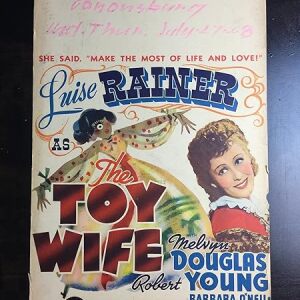 SHE SAID, "MAKE THE MOST OF LIFE AND LOVE!"
Luise RAINER
AS
The
TOY
WIFE
Melvyn
DOUGLAS
Robert YOUNG
BARBARA O'NEIL